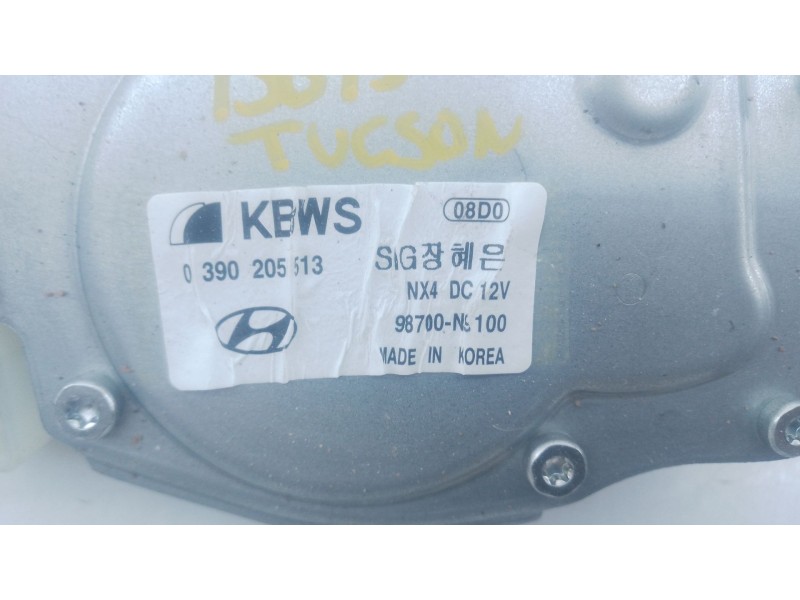 TUCSON
KBWS
08D0
0 390 205 513
SIG장혜은
NX4 DC 12V
98700-N9100
MADE IN KOREA